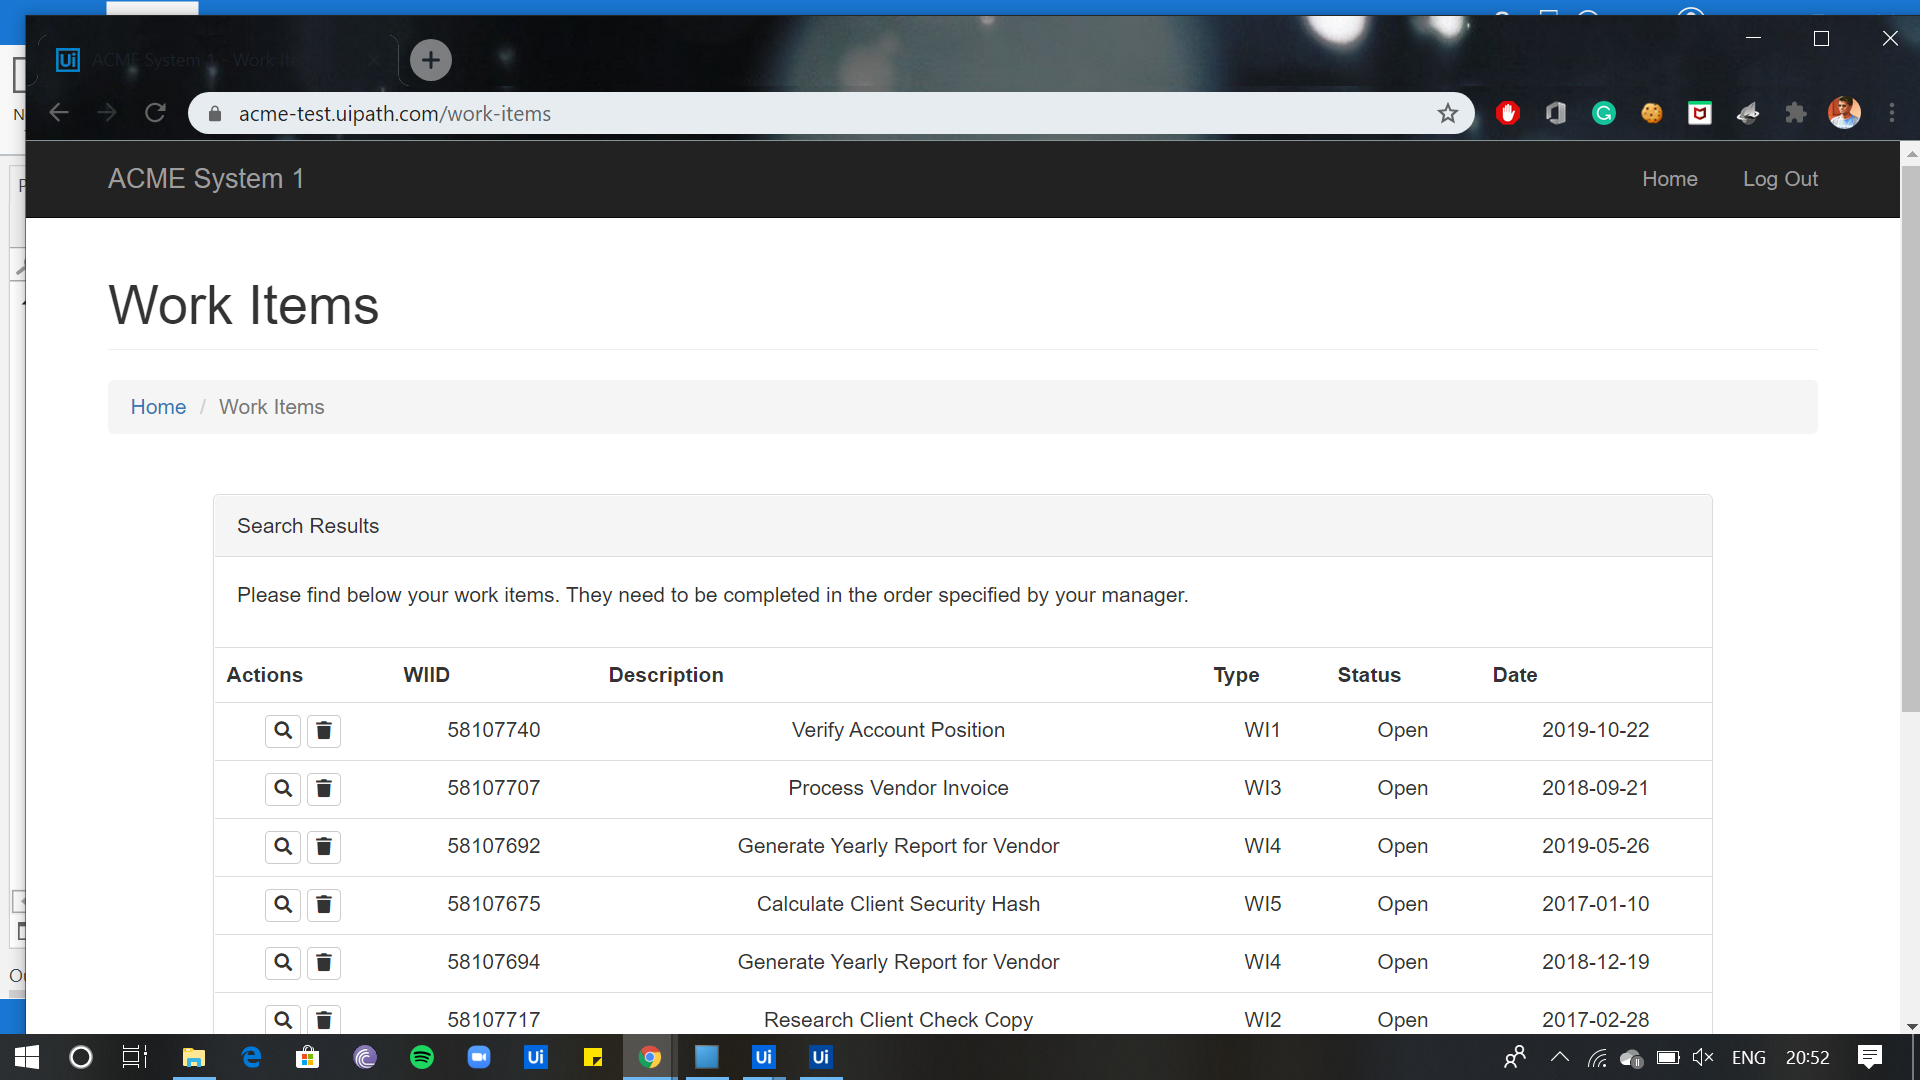 Ui ACME System 1 - Work Ite
acme-test.uipath.com/work-items
ACME System 1 Home Log Out
Work Items
Home / Work Items
Search Results
Please find below your work items. They need to be completed in the order specified by your manager.
Actions WIID Description Type Status Date
58107740 Verify Account Position WI1 Open 2019-10-22
58107707 Process Vendor Invoice WI3 Open 2018-09-21
58107692 Generate Yearly Report for Vendor WI4 Open 2019-05-26
58107675 Calculate Client Security Hash WI5 Open 2017-01-10
58107694 Generate Yearly Report for Vendor WI4 Open 2018-12-19
58107717 Research Client Check Copy WI2 Open 2017-02-28
Ui Ui Ui ENG 20:52